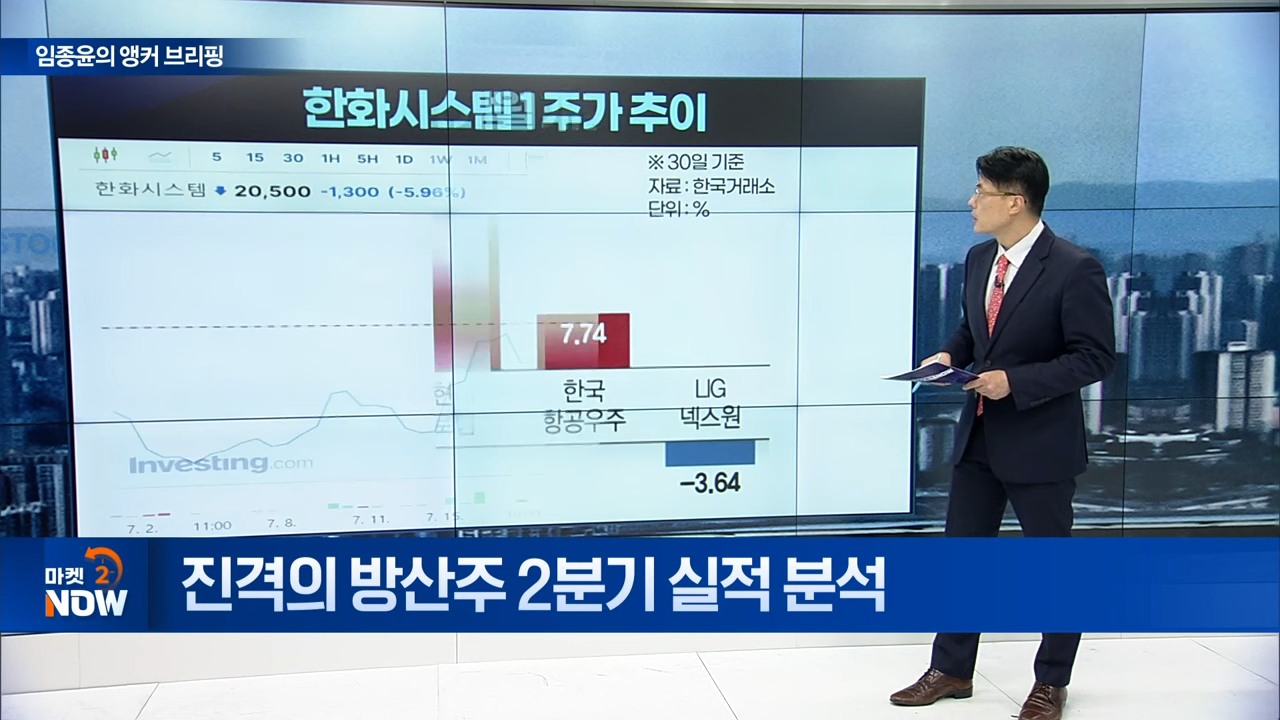 임종윤의 앵커 브리핑
한화시스템 주가 추이
5 15 30 1H 5H 1D 1W 1M
한화시스템 20,500 -1,300 (-5.96%)
※ 30일 기준
자료 : 한국거래소
단위 : %
7.74
한국
항공우주
LIG
넥스원
-3.64
Investing.com
7. 2. 11:00 7. 8. 7. 11. 7. 15.
마켓 2
NOW
진격의 방산주 2분기 실적 분석